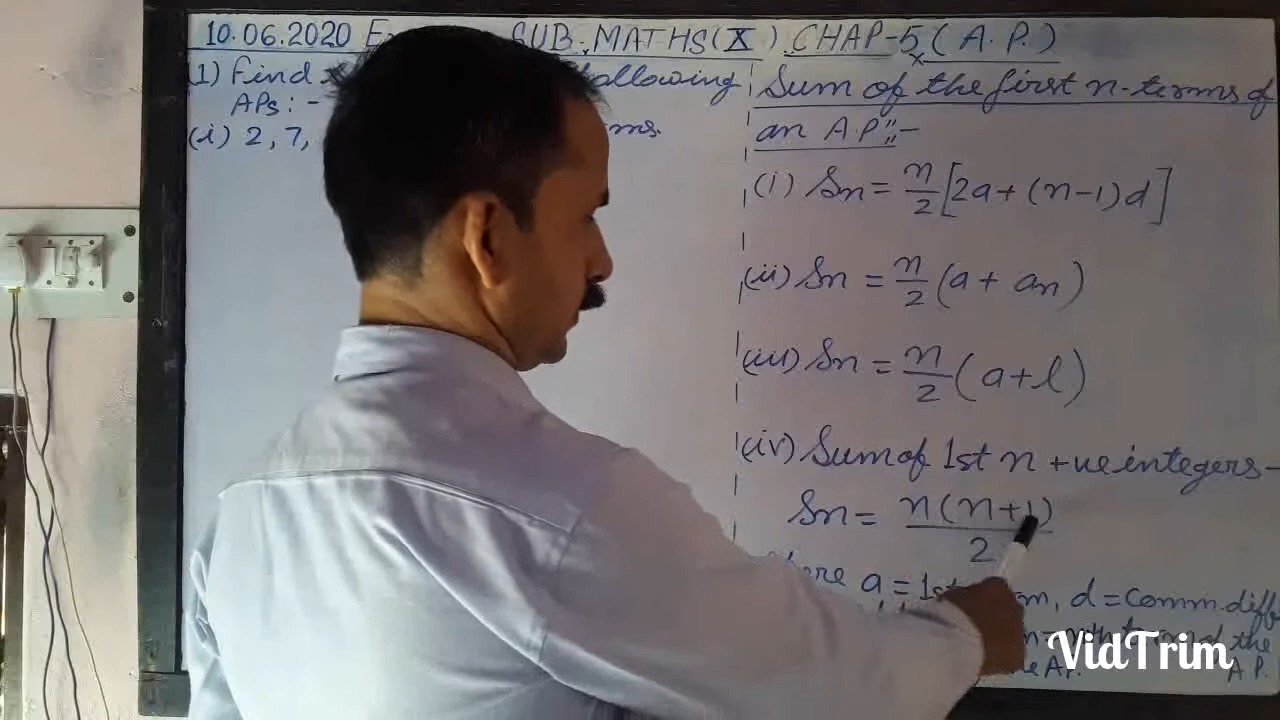 10.06.2020 SUB. MATHS (X) CHAP-5 (A.P.)
(1) Find following
APs : -
(i) 2, 7, ms.
Sum of the first n-terms of
an A.P":-
(i) Sn = n/2 [2a + (n-1)d]
(ii) Sn = n/2 (a + an)
(iii) Sn = n/2 (a+l)
(iv) Sum of 1st n +ve integers-
Sn = n(n+1)/2
a = 1st m, d = Comm. diff
the
A.P.
VidTrim